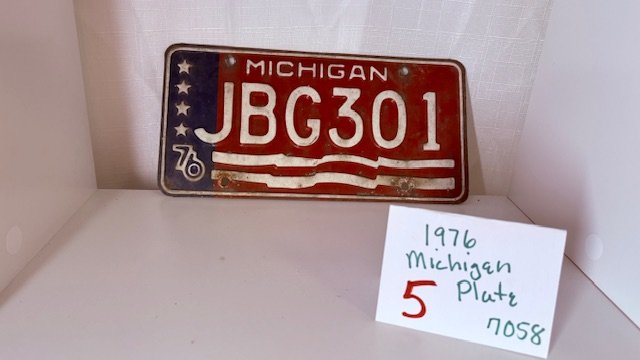 MICHIGAN
JBG301
76
1976
Michigan
5 Plate
7058